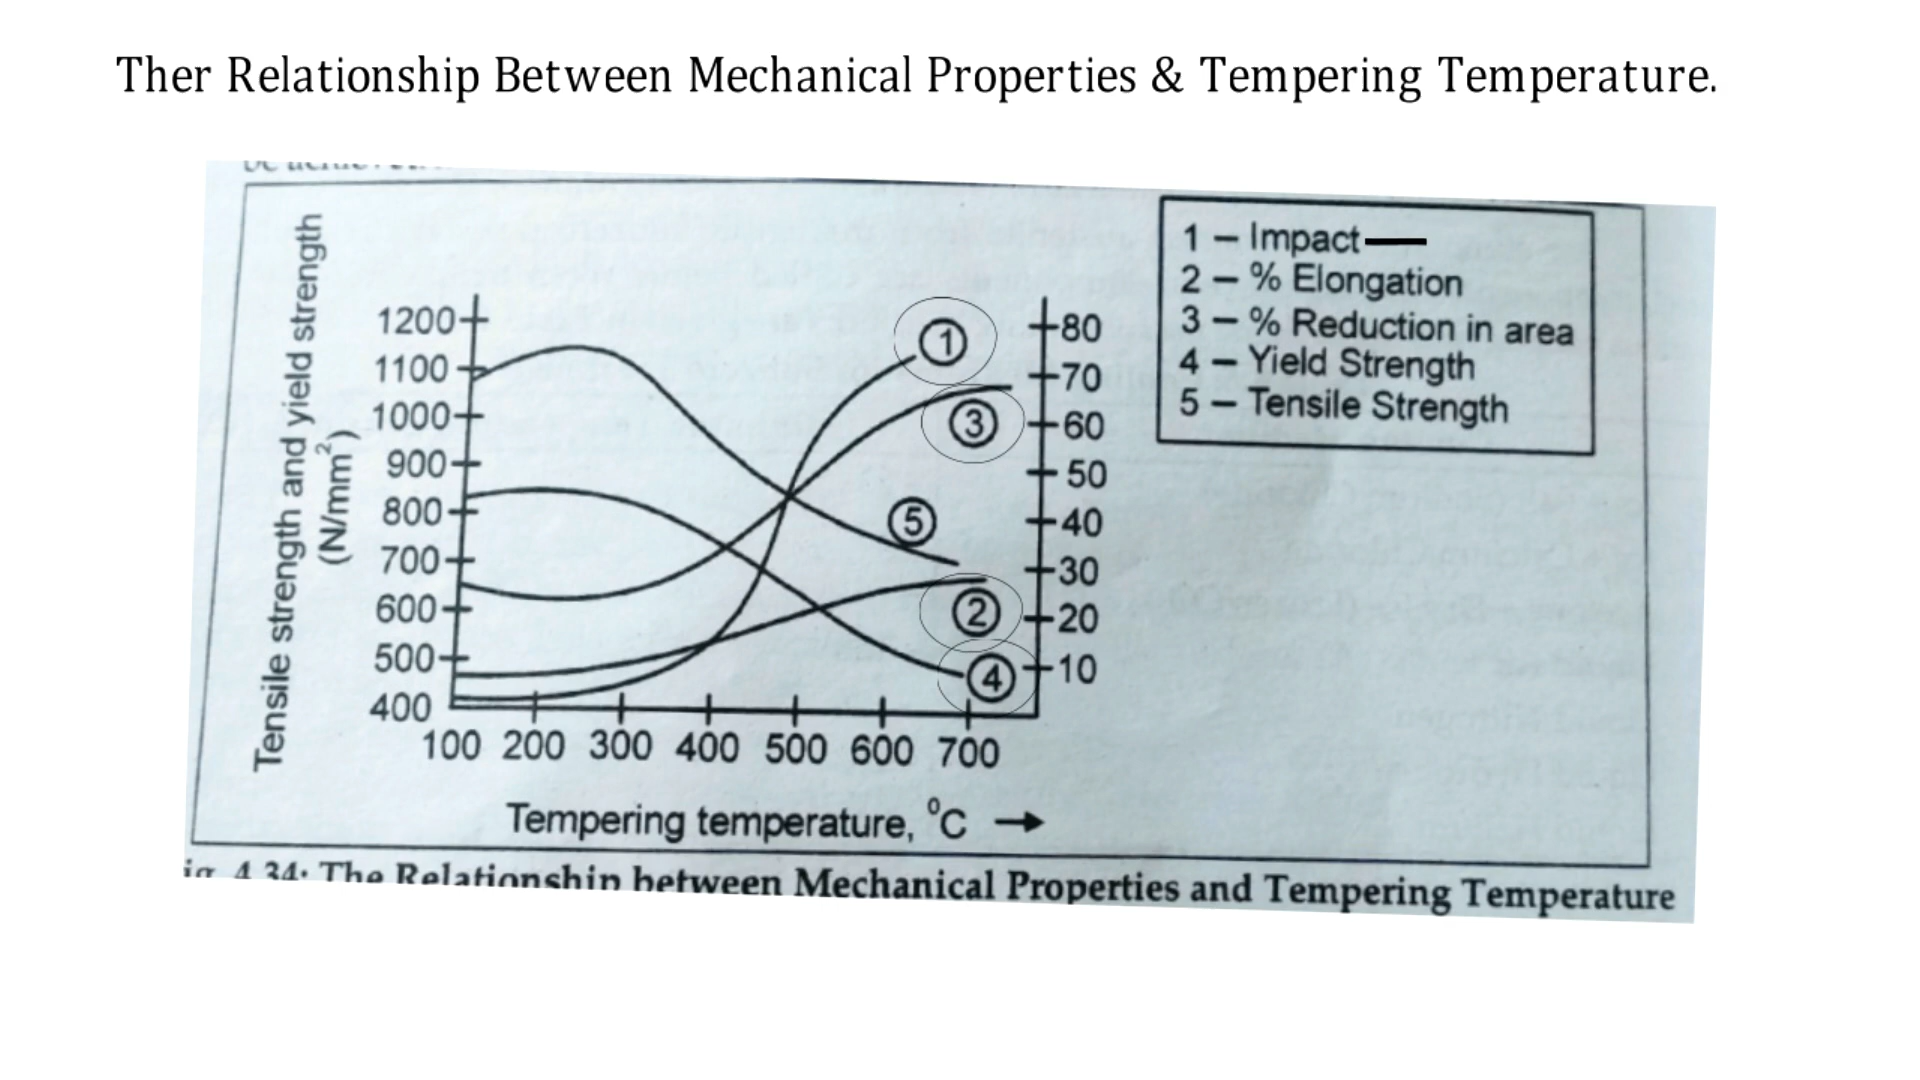 Ther Relationship Between Mechanical Properties & Tempering Temperature.
Tensile strength and yield strength
(N/mm²)
1200
1100
1000
900
800
700
600
500
400
100 200 300 400 500 600 700
Tempering temperature, °C →
80
70
60
50
40
30
20
10
1
3
5
2
4
1 – Impact
2 – % Elongation
3 – % Reduction in area
4 – Yield Strength
5 – Tensile Strength
4.34: The Relationship between Mechanical Properties and Tempering Temperature